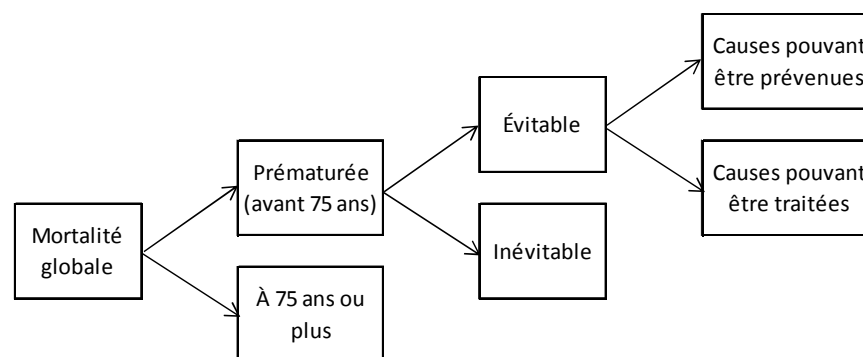 Mortalité
globale
Prématurée
(avant 75 ans)
À 75 ans ou
plus
Évitable
Inévitable
Causes pouvant
être prévenues
Causes pouvant
être traitées